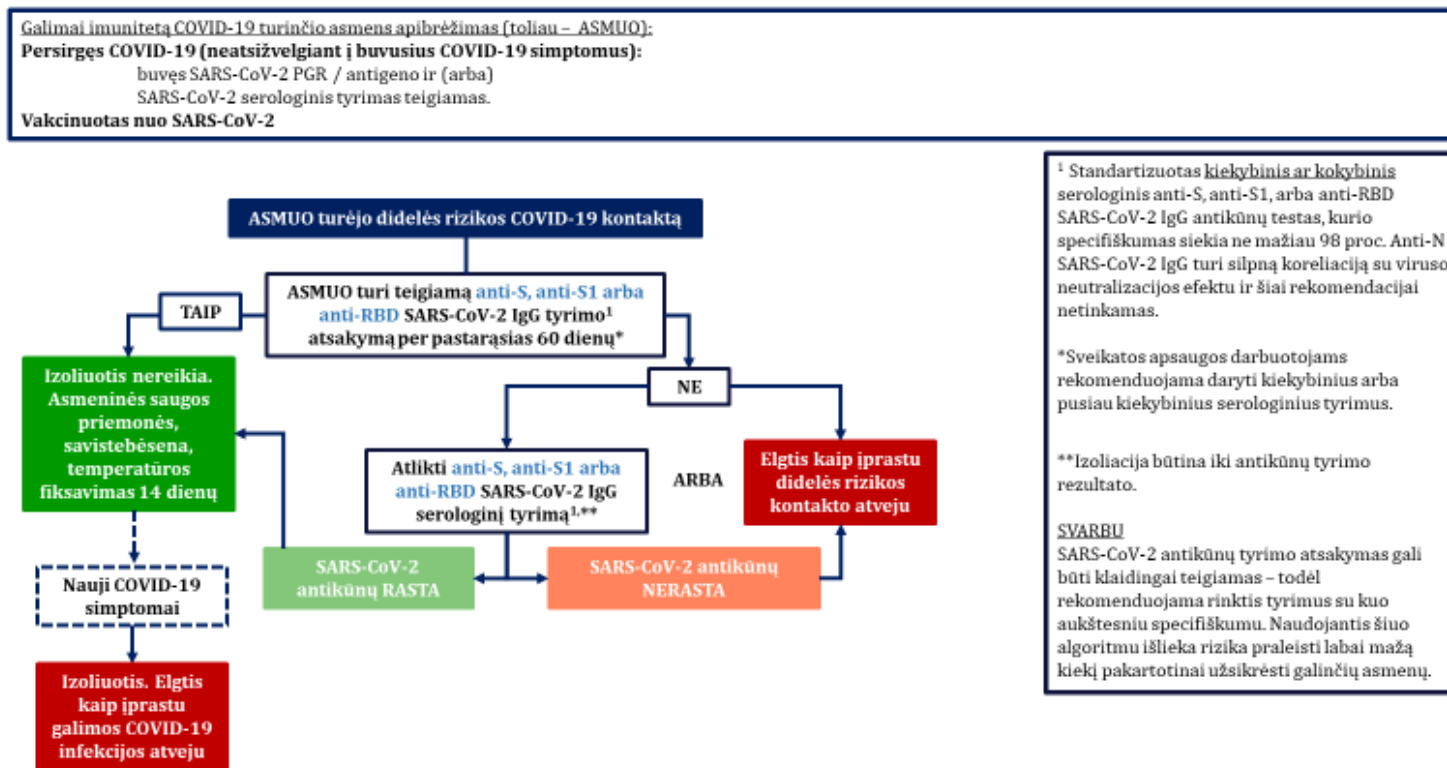 Galimai imunitetą COVID-19 turinčio asmens apibrėžimas (toliau – ASMUO):
Persirgęs COVID-19 (neatsižvelgiant į buvusius COVID-19 simptomus):
buvęs SARS-CoV-2 PGR / antigeno ir (arba)
SARS-CoV-2 serologinis tyrimas teigiamas.
Vakcinuotas nuo SARS-CoV-2
ASMUO turėjo didelės rizikos COVID-19 kontaktą
ASMUO turi teigiamą anti-S, anti-S1 arba
anti-RBD SARS-CoV-2 IgG tyrimo¹
atsakymą per pastarąsias 60 dienų*
TAIP
NE
Izoliuotis nereikia.
Asmeninės saugos
priemonės,
savistebėsena,
temperatūros
fiksavimas 14 dienų
Atlikti anti-S, anti-S1 arba
anti-RBD SARS-CoV-2 IgG
serologinį tyrimą¹,**
ARBA
Elgtis kaip įprastu
didelės rizikos
kontakto atveju
SARS-CoV-2
antikūnų RASTA
SARS-CoV-2 antikūnų
NERASTA
Nauji COVID-19
simptomai
Izoliuotis. Elgtis
kaip įprastu
galimos COVID-19
infekcijos atveju
¹ Standartizuotas kiekybinis ar kokybinis
serologinis anti-S, anti-S1, arba anti-RBD
SARS-CoV-2 IgG antikūnų testas, kurio
specifiškumas siekia ne mažiau 98 proc. Anti-N
SARS-CoV-2 IgG turi silpną koreliaciją su viruso
neutralizacijos efektu ir šiai rekomendacijai
netinkamas.
*Sveikatos apsaugos darbuotojams
rekomenduojama daryti kiekybinius arba
pusiau kiekybinius serologinius tyrimus.
**Izoliacija būtina iki antikūnų tyrimo
rezultato.
SVARBU
SARS-CoV-2 antikūnų tyrimo atsakymas gali
būti klaidingai teigiamas – todėl
rekomenduojama rinktis tyrimus su kuo
aukštesniu specifiškumu. Naudojantis šiuo
algoritmu išlieka rizika praleisti labai mažą
kiekį pakartotinai užsikrėsti galinčių asmenų.